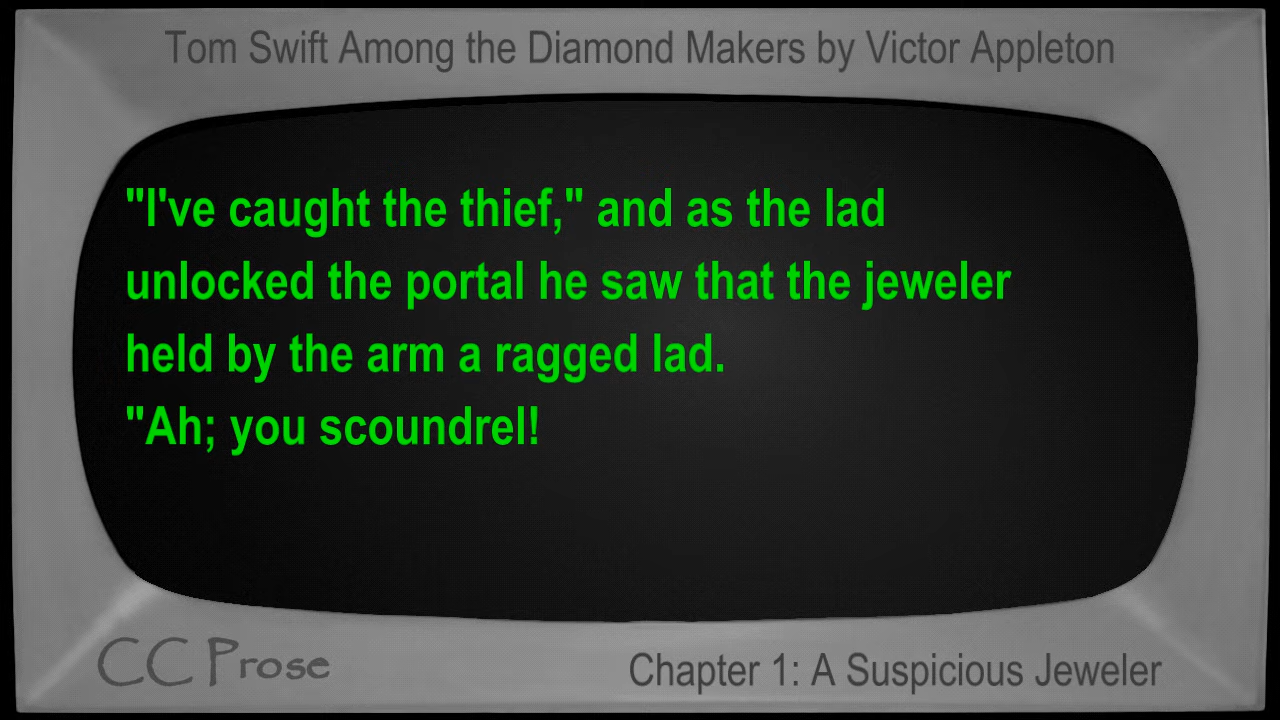 Tom Swift Among the Diamond Makers by Victor Appleton
"I've caught the thief," and as the lad
unlocked the portal he saw that the jeweler
held by the arm a ragged lad.
"Ah; you scoundrel!
CC Prose
Chapter 1: A Suspicious Jeweler